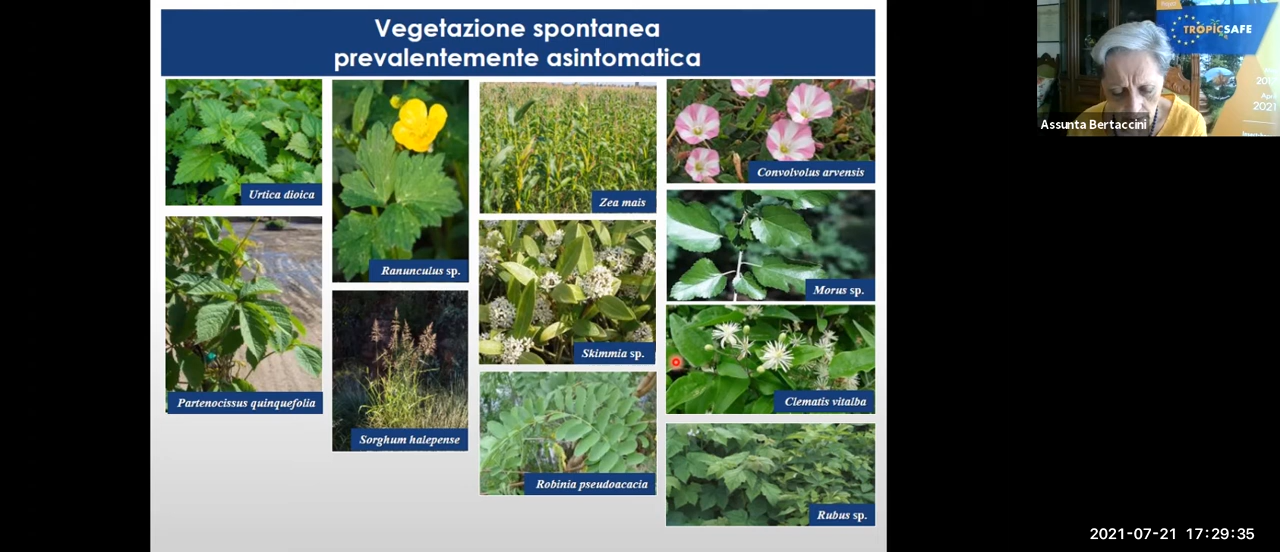 Vegetazione spontanea
prevalentemente asintomatica
Urtica dioica
Partenocissus quinquefolia
Ranunculus sp.
Sorghum halepense
Zea mais
Skimmia sp.
Robinia pseudoacacia
Convolvolus arvensis
Morus sp.
Clematis vitalba
Rubus sp.
TROPICSAFE
2021
Assunta Bertaccini
2021-07-21 17:29:35